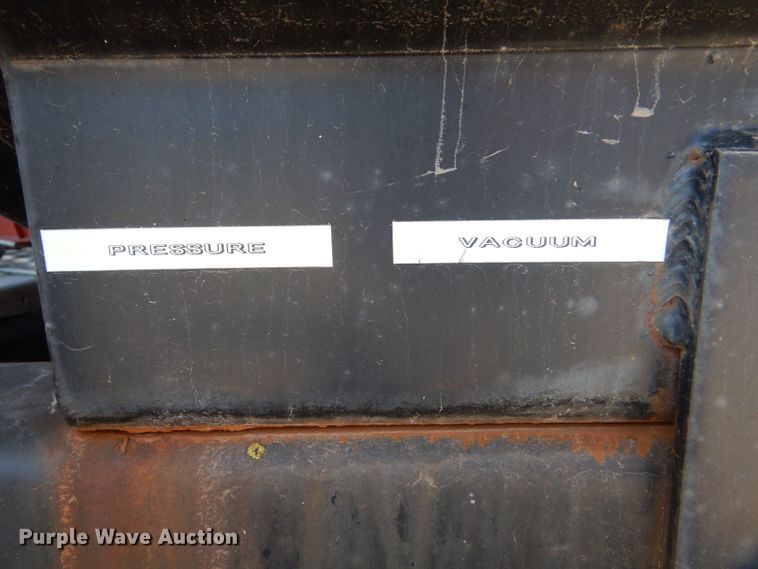 PRESSURE
VACUUM
Purple Wave Auction